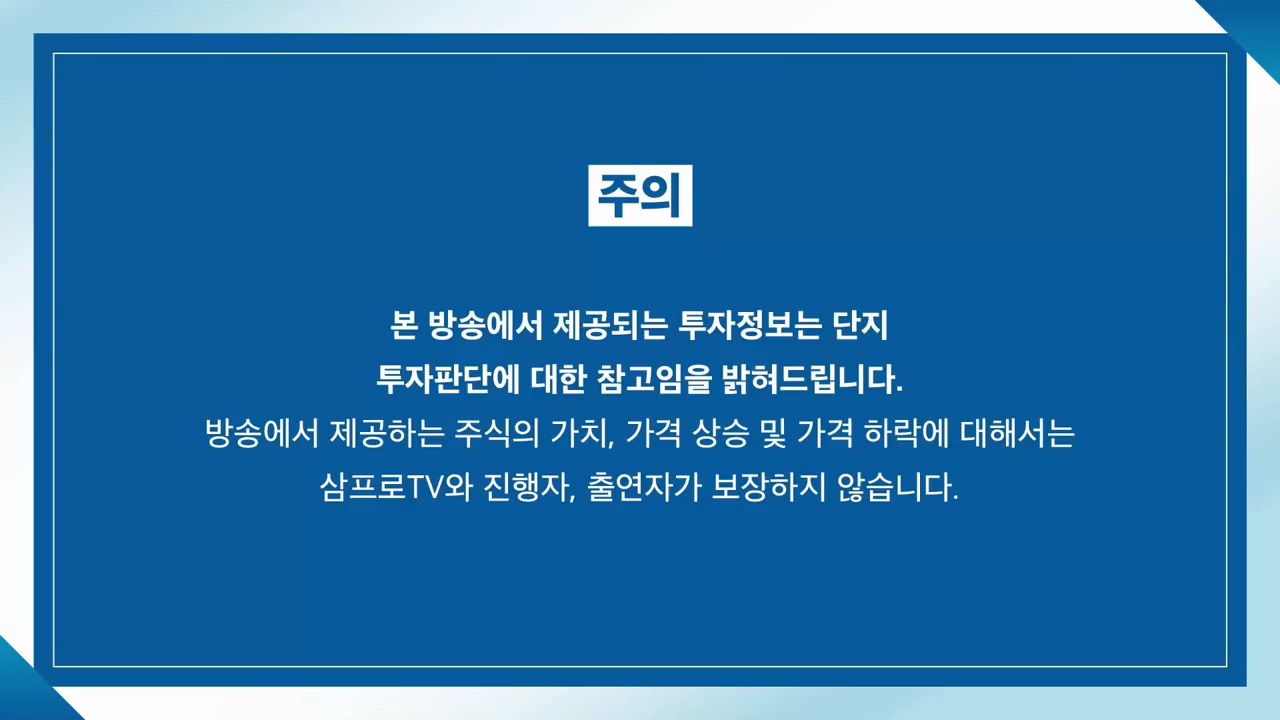 주의
본 방송에서 제공되는 투자정보는 단지
투자판단에 대한 참고임을 밝혀드립니다.
방송에서 제공하는 주식의 가치, 가격 상승 및 가격 하락에 대해서는
삼프로TV와 진행자, 출연자가 보장하지 않습니다.